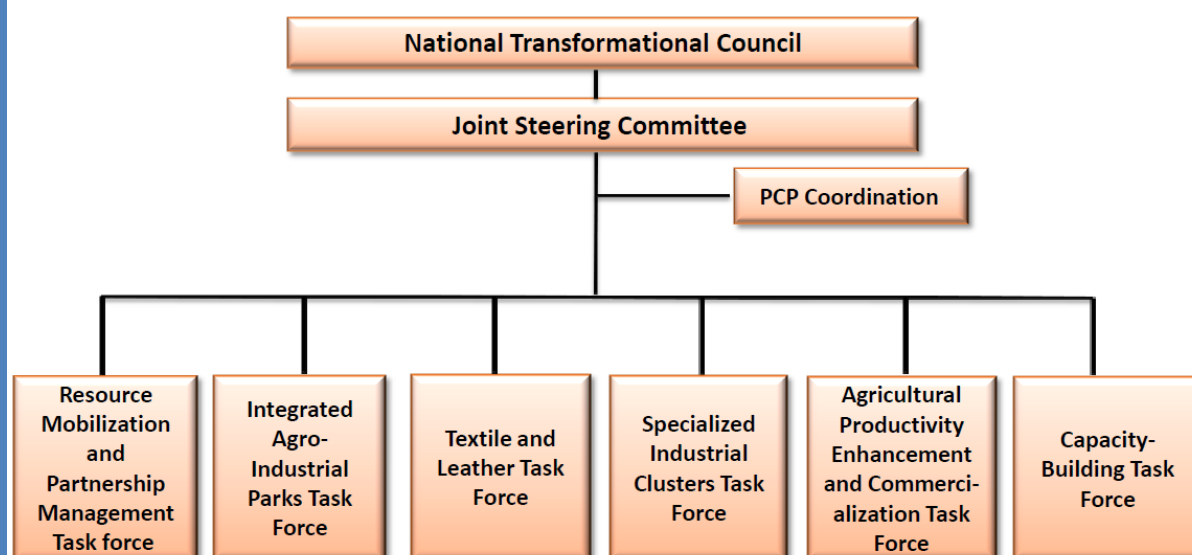 National Transformational Council
Joint Steering Committee
PCP Coordination
Resource
Mobilization
and
Partnership
Management
Task force
Integrated
Agro-
Industrial
Parks Task
Force
Textile and
Leather Task
Force
Specialized
Industrial
Clusters Task
Force
Agricultural
Productivity
Enhancement
and Commerci-
alization Task
Force
Capacity-
Building Task
Force